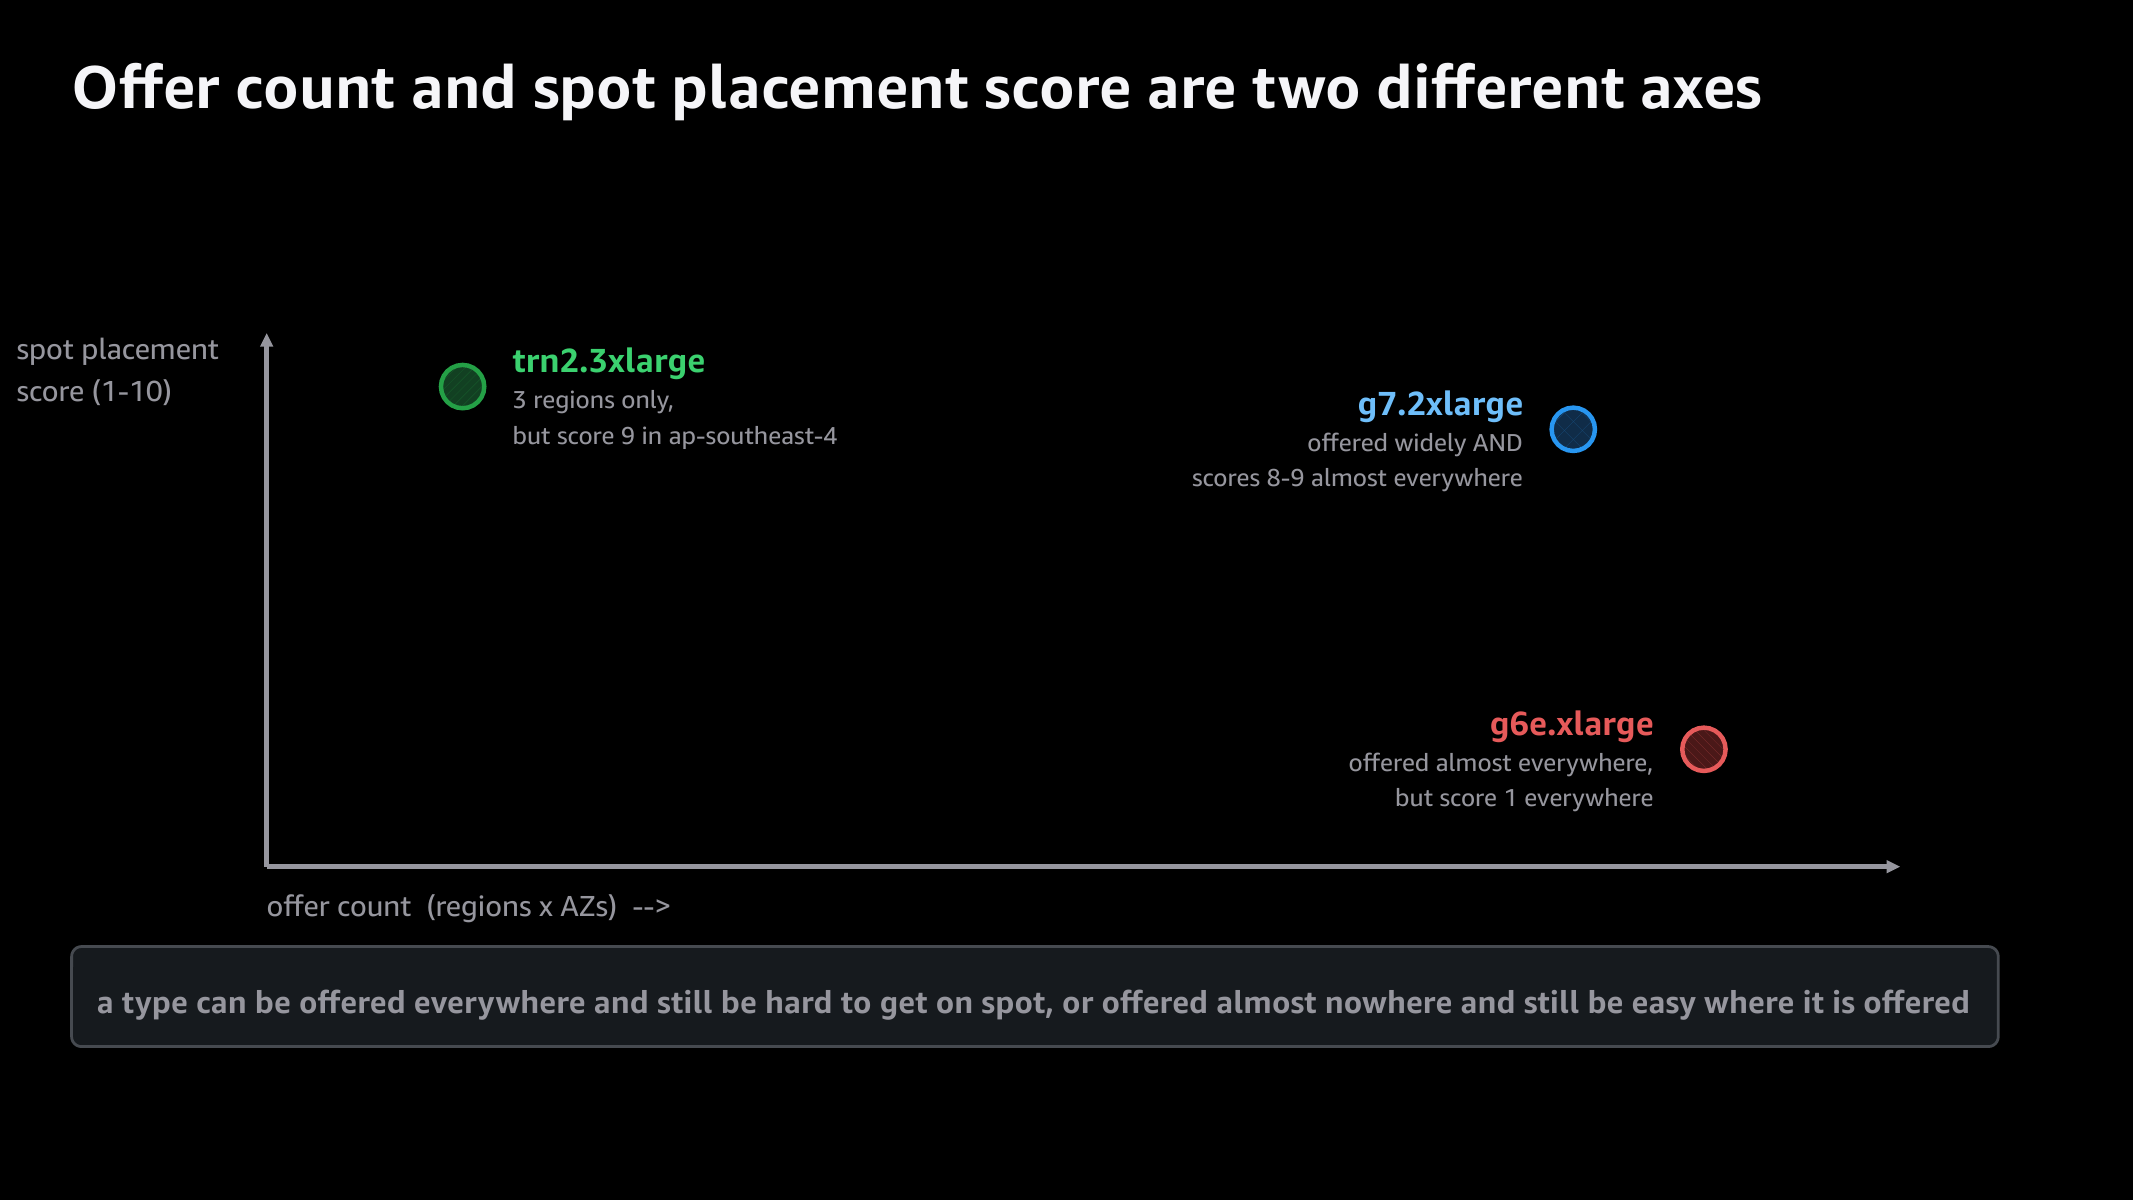 Offer count and spot placement score are two different axes
spot placement
score (1-10)
trn2.3xlarge
3 regions only,
but score 9 in ap-southeast-4
g7.2xlarge
offered widely AND
scores 8-9 almost everywhere
g6e.xlarge
offered almost everywhere,
but score 1 everywhere
offer count  (regions x AZs)  -->
a type can be offered everywhere and still be hard to get on spot, or offered almost nowhere and still be easy where it is offered